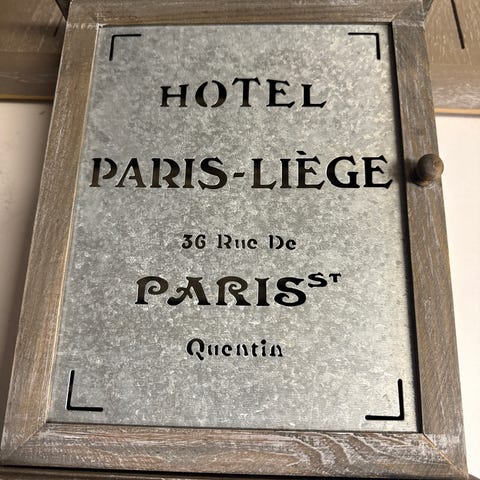 HOTEL
PARIS-LIÈGE
36 Rue De
PARIS ST
Quentin